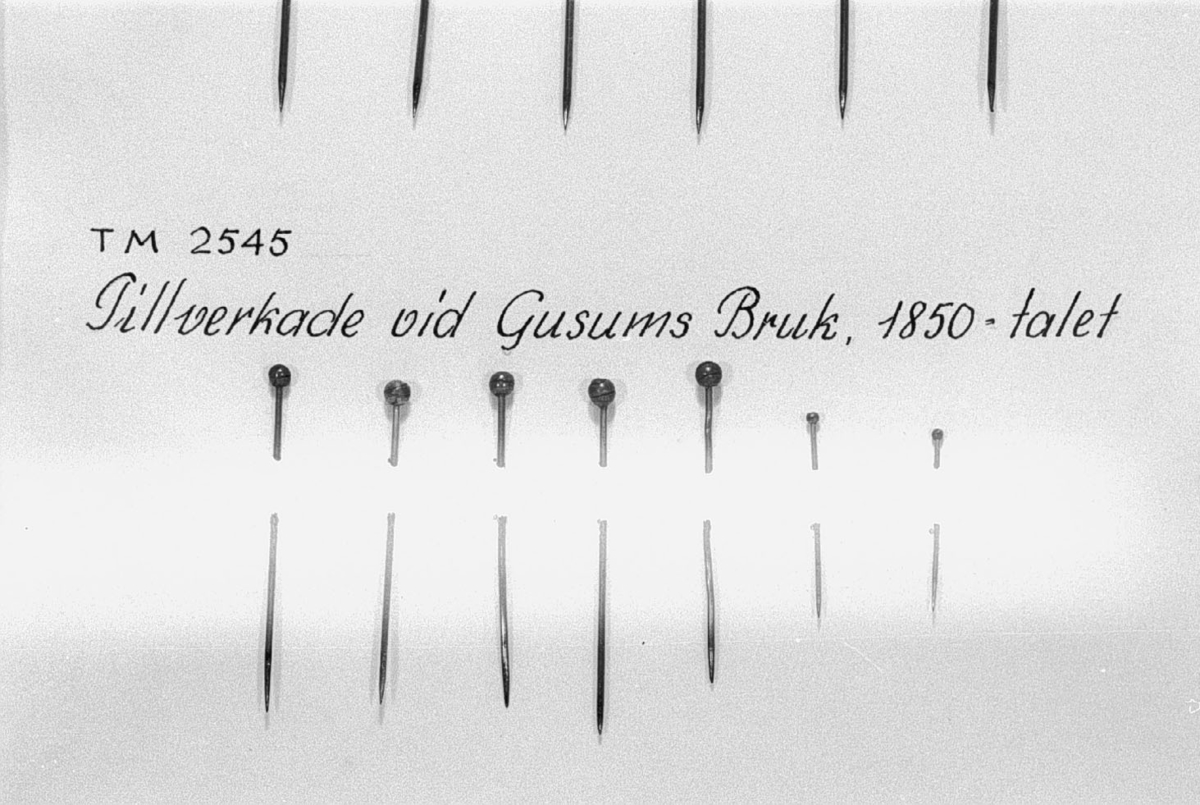 TM 2545
Tillverkade vid Gusums Bruk, 1850-talet